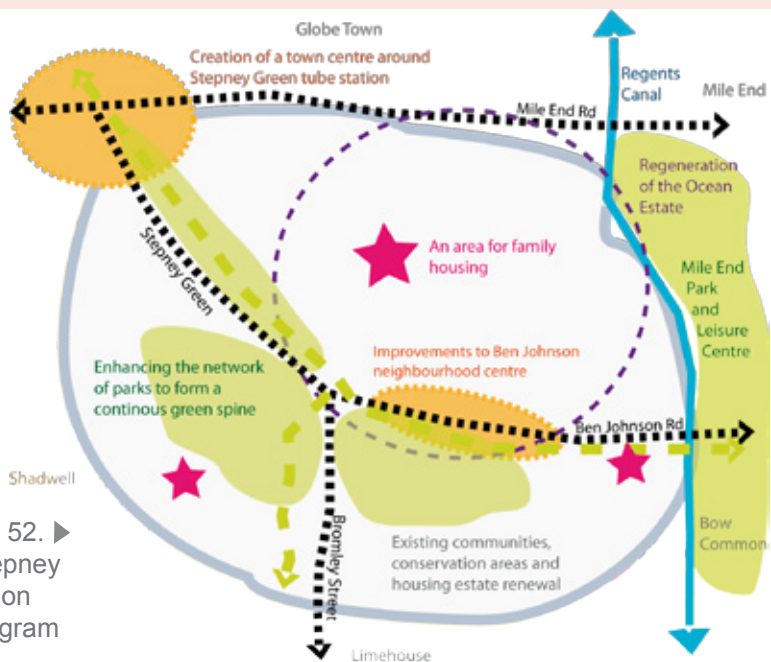 Globe Town
Creation of a town centre around
Stepney Green tube station
Regents
Canal
Mile End
Mile End Rd
Regeneration
of the Ocean
Estate
An area for family
housing
Stepney Green
Mile End
Park
and
Leisure
Centre
Enhancing the network
of parks to form a
continous green spine
Improvements to Ben Johnson
neighbourhood centre
Ben Johnson Rd
Shadwell
52.
epney
on
gram
Bromley Street
Existing communities,
conservation areas and
housing estate renewal
Bow
Common
Limehouse